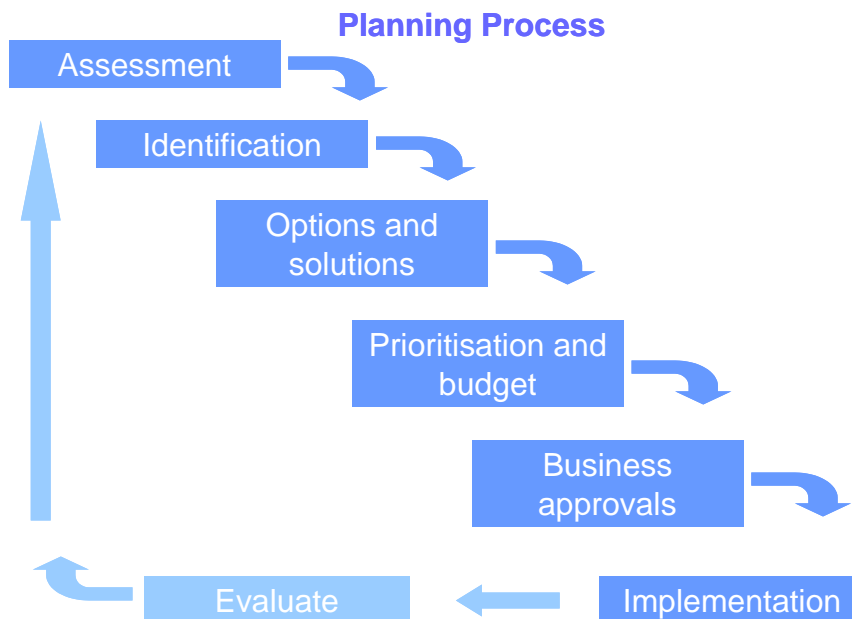 Planning Process
Assessment
Identification
Options and
solutions
Prioritisation and
budget
Business
approvals
Evaluate
Implementation